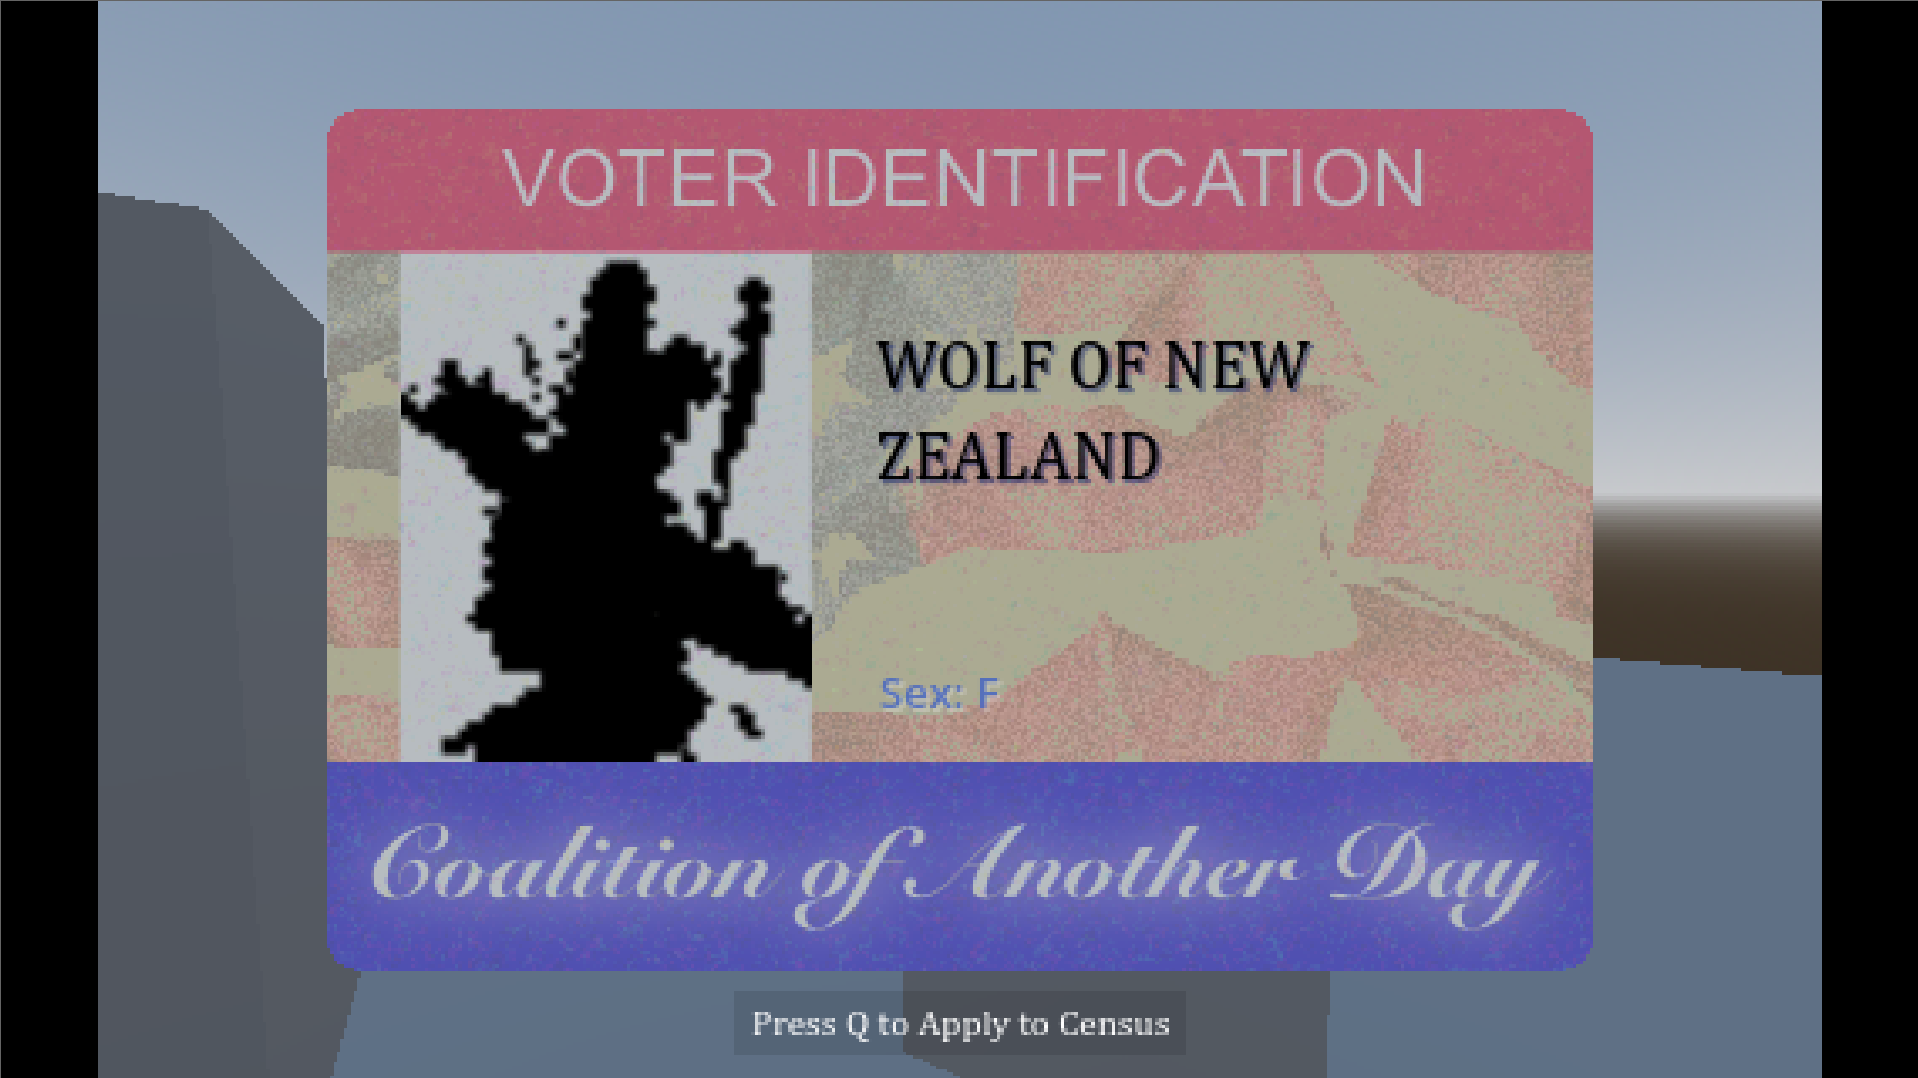 VOTER IDENTIFICATION
WOLF OF NEW
ZEALAND
Sex: F
Coalition of Another Day
Press Q to Apply to Census